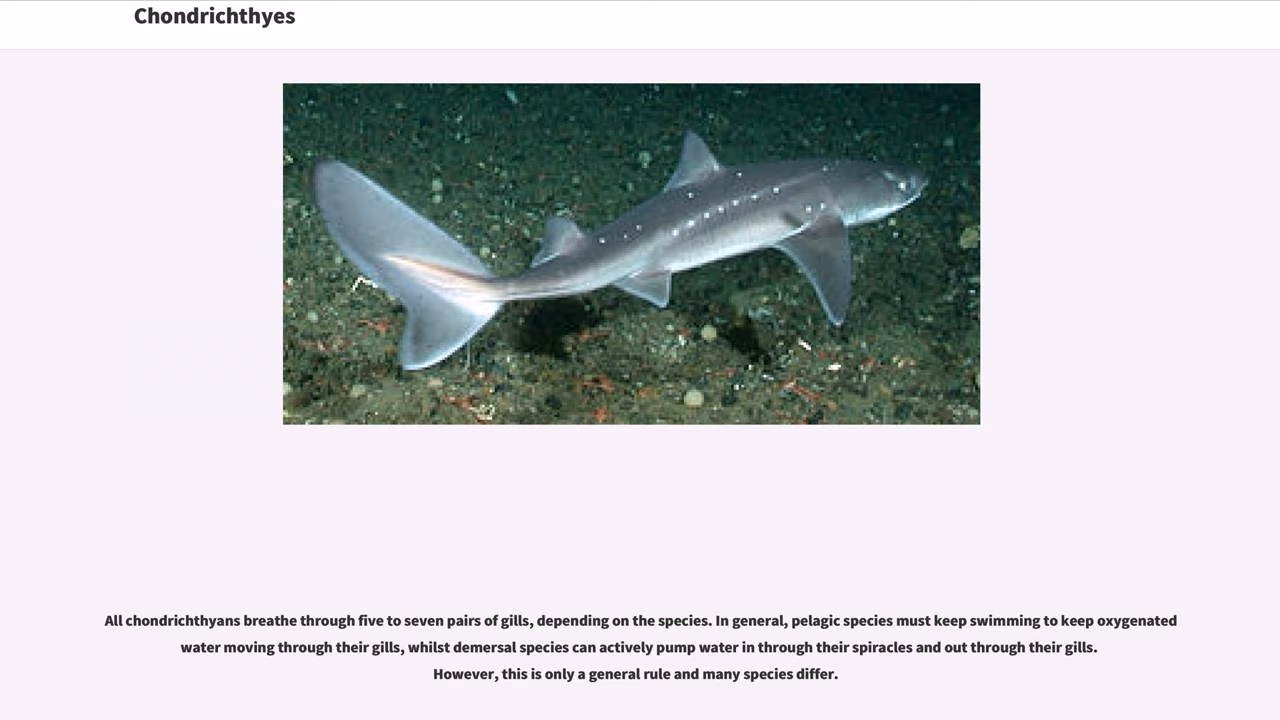 Chondrichthyes
All chondrichthyans breathe through five to seven pairs of gills, depending on the species. In general, pelagic species must keep swimming to keep oxygenated
water moving through their gills, whilst demersal species can actively pump water in through their spiracles and out through their gills.
However, this is only a general rule and many species differ.